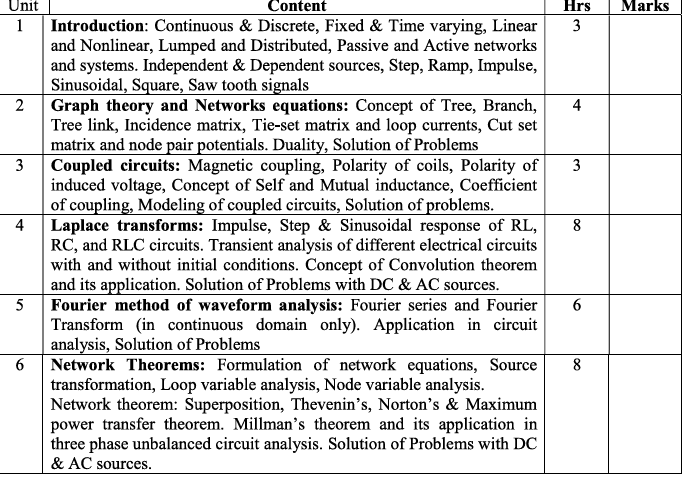 Unit Content Hrs Marks
1 Introduction: Continuous & Discrete, Fixed & Time varying, Linear 3
and Nonlinear, Lumped and Distributed, Passive and Active networks
and systems. Independent & Dependent sources, Step, Ramp, Impulse,
Sinusoidal, Square, Saw tooth signals
2 Graph theory and Networks equations: Concept of Tree, Branch, 4
Tree link, Incidence matrix, Tie-set matrix and loop currents, Cut set
matrix and node pair potentials. Duality, Solution of Problems
3 Coupled circuits: Magnetic coupling, Polarity of coils, Polarity of 3
induced voltage, Concept of Self and Mutual inductance, Coefficient
of coupling, Modeling of coupled circuits, Solution of problems.
4 Laplace transforms: Impulse, Step & Sinusoidal response of RL, 8
RC, and RLC circuits. Transient analysis of different electrical circuits
with and without initial conditions. Concept of Convolution theorem
and its application. Solution of Problems with DC & AC sources.
5 Fourier method of waveform analysis: Fourier series and Fourier 6
Transform (in continuous domain only). Application in circuit
analysis, Solution of Problems
6 Network Theorems: Formulation of network equations, Source 8
transformation, Loop variable analysis, Node variable analysis.
Network theorem: Superposition, Thevenin's, Norton's & Maximum
power transfer theorem. Millman's theorem and its application in
three phase unbalanced circuit analysis. Solution of Problems with DC
& AC sources.